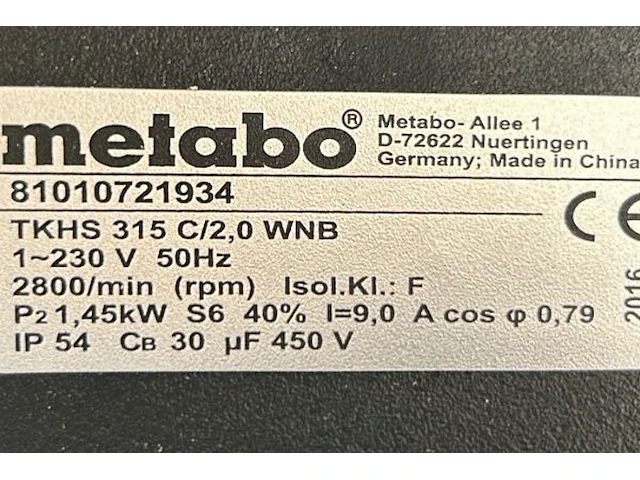 metabo®
Metabo- Allee 1
D-72622 Nuertingen
Germany; Made in China
81010721934
CE
TKHS 315 C/2,0 WNB
1~230 V 50Hz
2800/min (rpm) Isol.Kl.: F
P2 1,45kW S6 40% I=9,0 A cos φ 0,79
IP 54 CB 30 µF 450 V
2016